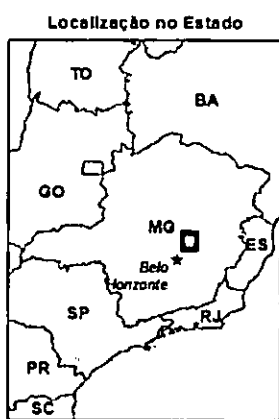 Localização no Estado
TO
BA
GO
MG
ES
Belo
Horizonte
RJ
SP
PR
SC